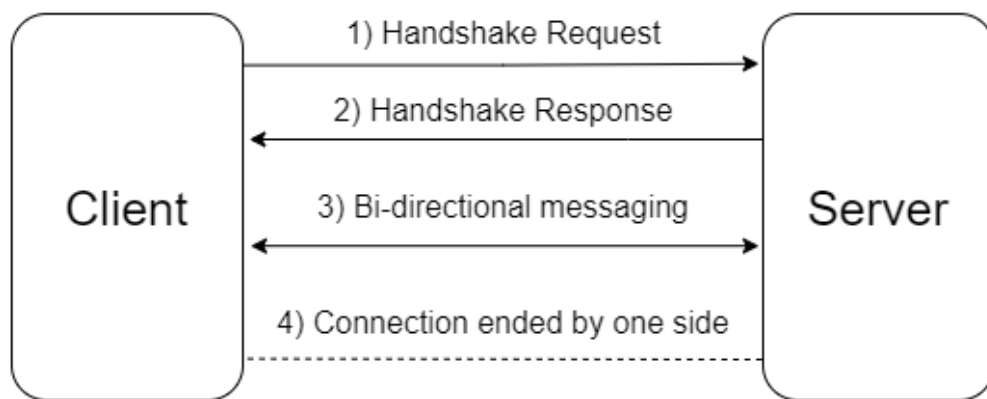 1) Handshake Request
2) Handshake Response
Client
3) Bi-directional messaging
Server
4) Connection ended by one side